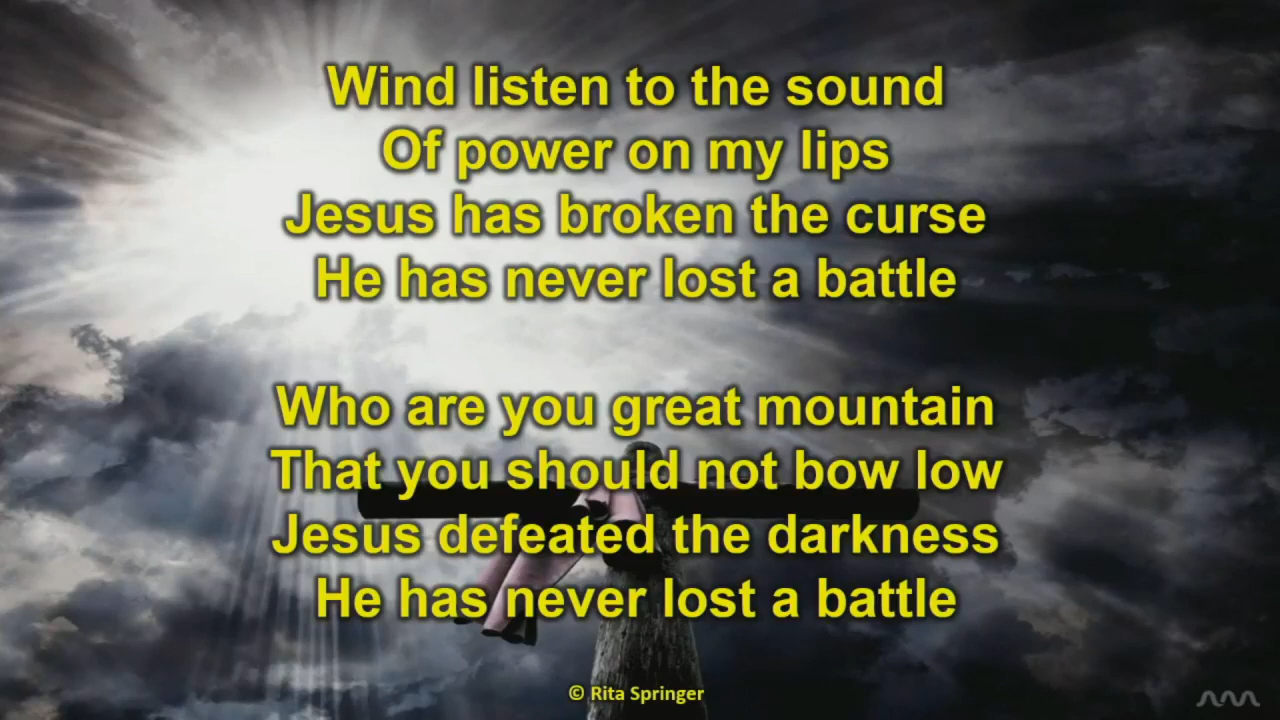 Wind listen to the sound
Of power on my lips
Jesus has broken the curse
He has never lost a battle
Who are you great mountain
That you should not bow low
Jesus defeated the darkness
He has never lost a battle
© Rita Springer